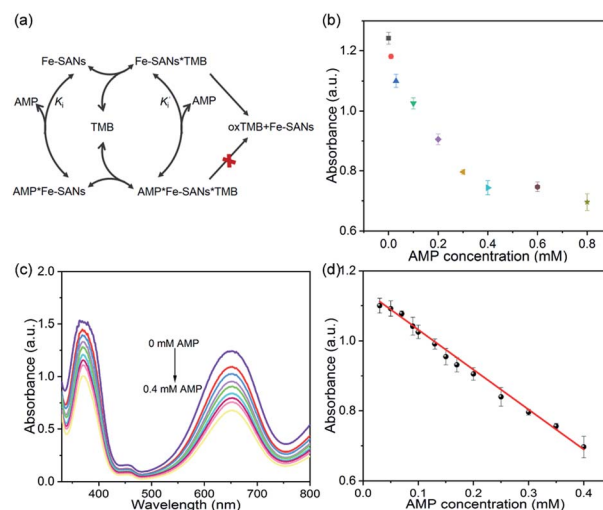 (a)
Fe-SANs
Fe-SANs*TMB
AMP
Ki
TMB
Ki
AMP
oxTMB+Fe-SANs
AMP*Fe-SANs
AMP*Fe-SANs*TMB
(b)
Absorbance (a.u.)
1.2
1.0
0.8
0.6
0.0 0.2 0.4 0.6 0.8
AMP concentration (mM)
(c)
Absorbance (a.u.)
2.0
1.5
1.0
0.5
0.0
0 mM AMP
0.4 mM AMP
400 500 600 700 800
Wavelength (nm)
(d)
Absorbance (a.u.)
1.2
1.0
0.8
0.6
0.0 0.1 0.2 0.3 0.4
AMP concentration (mM)